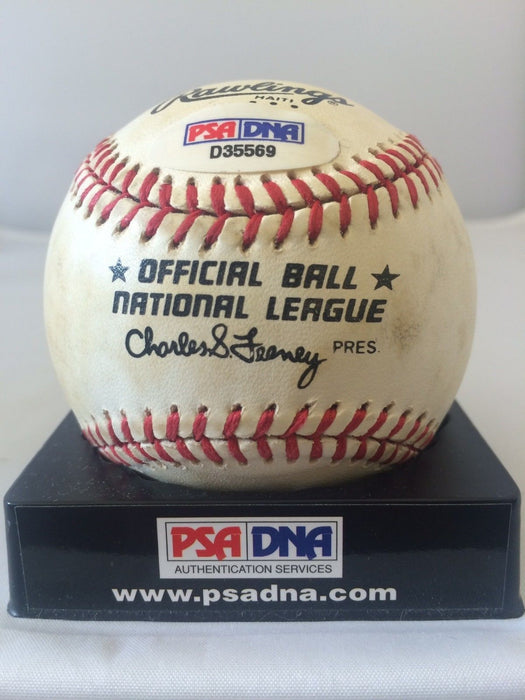 Rawlings
HAITI
PSA DNA
D35569
OFFICIAL BALL
NATIONAL LEAGUE
Charles S. Feeney PRES.
PSA DNA
AUTHENTICATION SERVICES
www.psadna.com